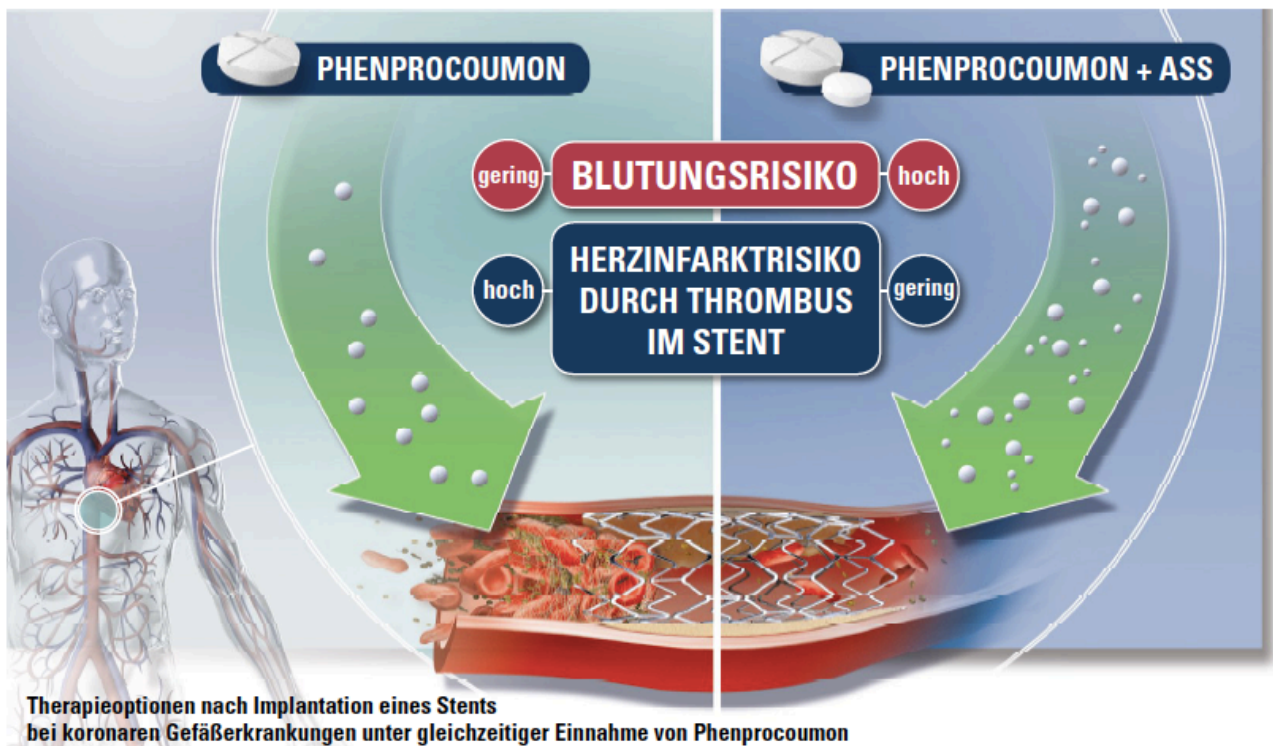 PHENPROCOUMON
PHENPROCOUMON + ASS
gering
BLUTUNGSRISIKO
hoch
hoch
HERZINFARKTRISIKO
DURCH THROMBUS
IM STENT
gering
Therapieoptionen nach Implantation eines Stents
bei koronaren Gefäßerkrankungen unter gleichzeitiger Einnahme von Phenprocoumon